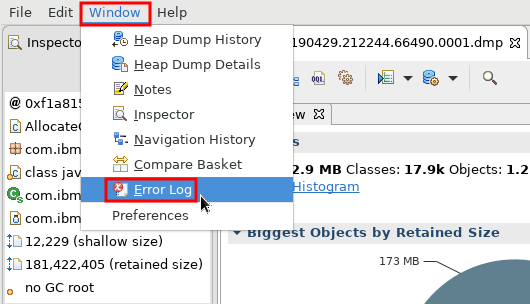 File Edit Window Help
Inspecto
190429.212244.66490.0001.dmp
Heap Dump History
Heap Dump Details
Notes
Inspector
Navigation History
Compare Basket
Error Log
Preferences
@ 0xf1a815
AllocateO
com.ibm
class jav
com.ibm
com.ibm
12,229 (shallow size)
181,422,405 (retained size)
no GC root
QL
ew
s
2.9 MB Classes: 17.9k Objects: 1.2
Histogram
Biggest Objects by Retained Size
173 MB